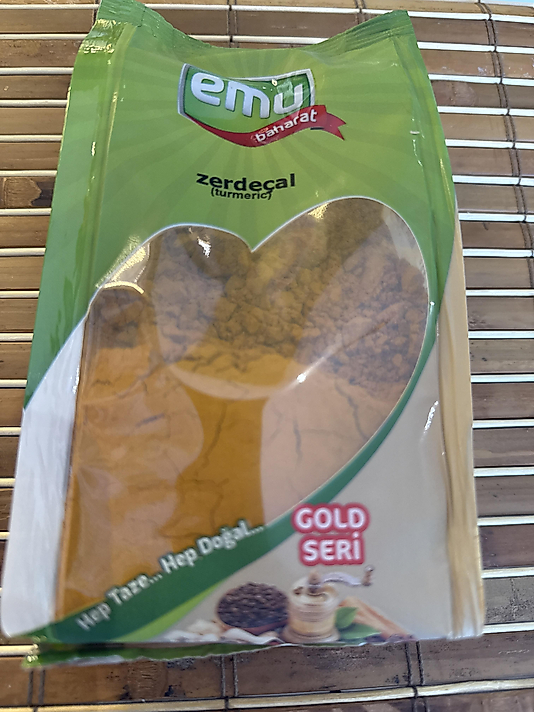 emu
baharat
zerdeçal
(turmeric)
GOLD
SERİ
Hep Taze... Hep Doğal...